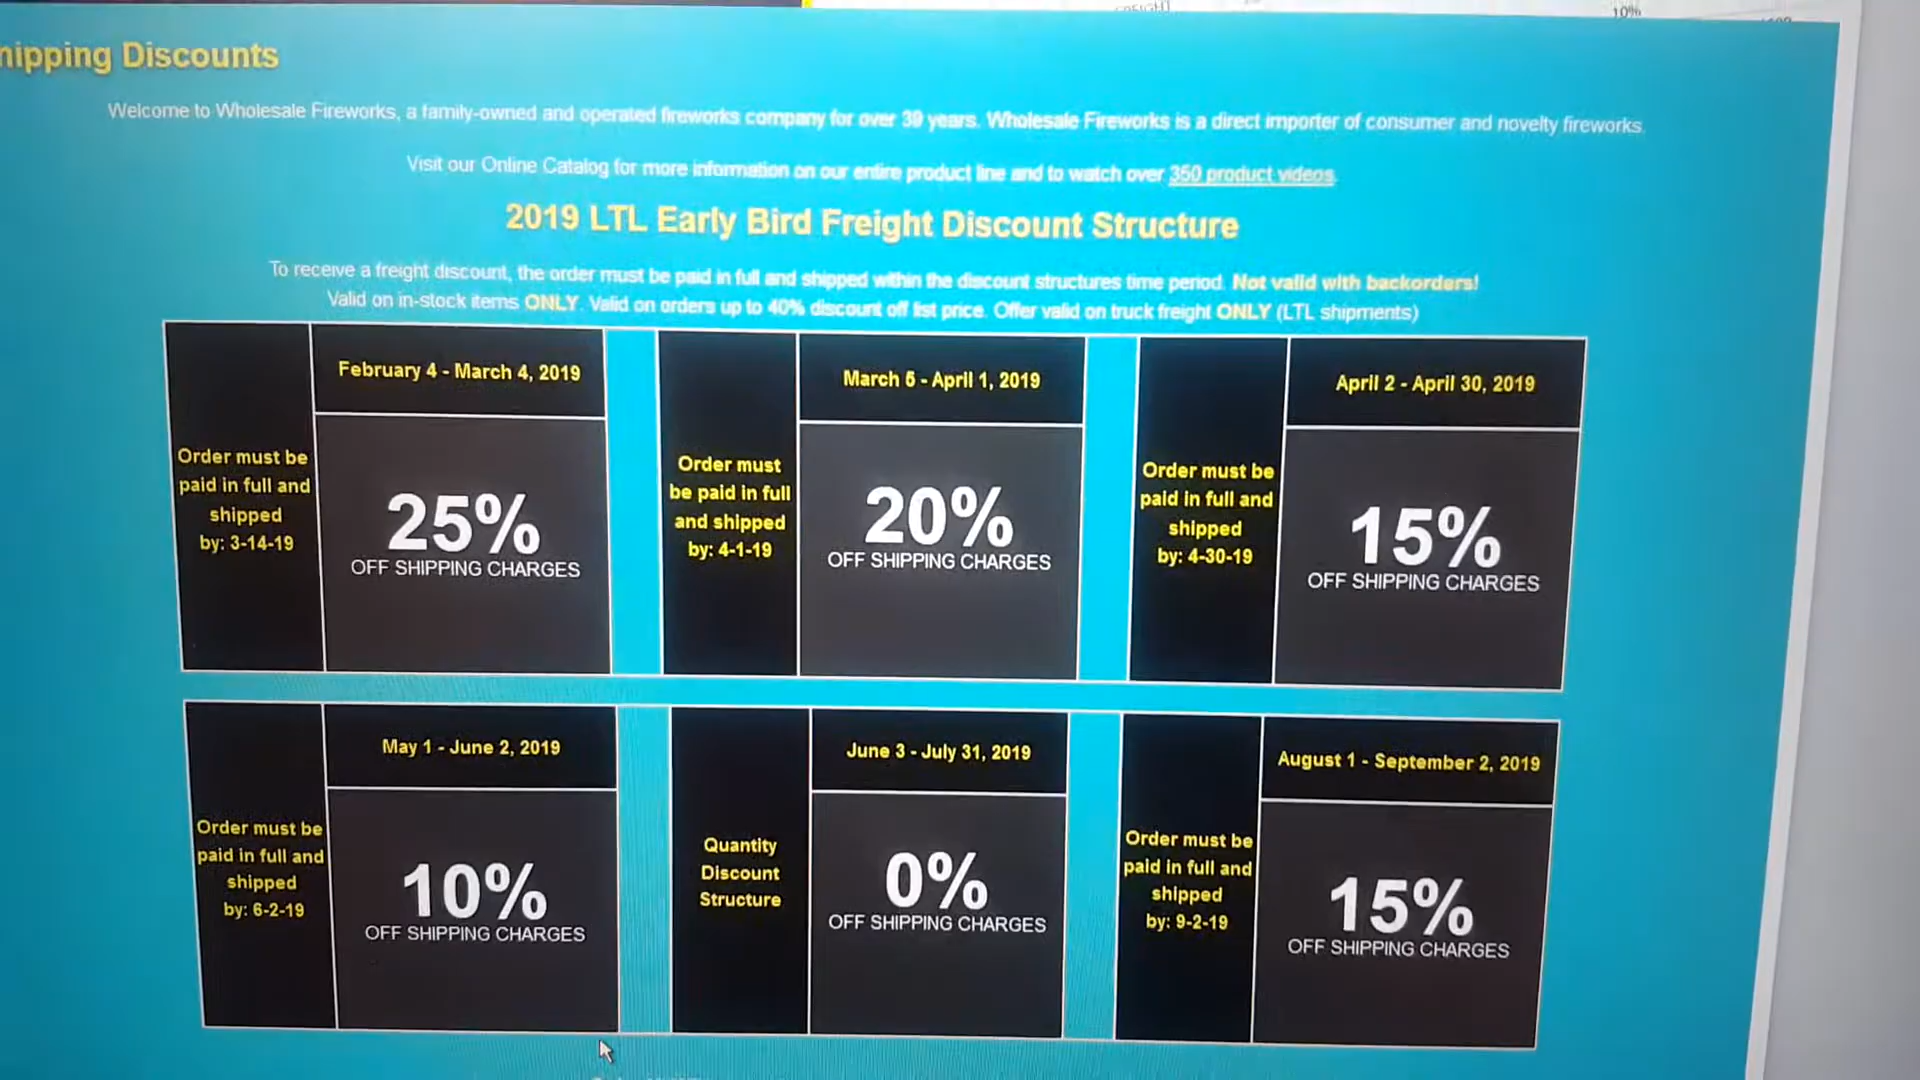 10%
hipping Discounts
Welcome to Wholesale Fireworks, a family-owned and operated fireworks company for over 39 years. Wholesale Fireworks is a direct importer of consumer and novelty fireworks.
Visit our Online Catalog for more information on our entire product line and to watch over 350 product videos.
2019 LTL Early Bird Freight Discount Structure
To receive a freight discount, the order must be paid in full and shipped within the discount structures time period. Not valid with backorders!
Valid on in-stock items ONLY. Valid on orders up to 40% discount off list price. Offer valid on truck freight ONLY (LTL shipments)
Order must be
paid in full and
shipped
by: 3-14-19
February 4 - March 4, 2019
25%
OFF SHIPPING CHARGES
Order must
be paid in full
and shipped
by: 4-1-19
March 5 - April 1, 2019
20%
OFF SHIPPING CHARGES
Order must be
paid in full and
shipped
by: 4-30-19
April 2 - April 30, 2019
15%
OFF SHIPPING CHARGES
Order must be
paid in full and
shipped
by: 6-2-19
May 1 - June 2, 2019
10%
OFF SHIPPING CHARGES
Quantity
Discount
Structure
June 3 - July 31, 2019
0%
OFF SHIPPING CHARGES
Order must be
paid in full and
shipped
by: 9-2-19
August 1 - September 2, 2019
15%
OFF SHIPPING CHARGES